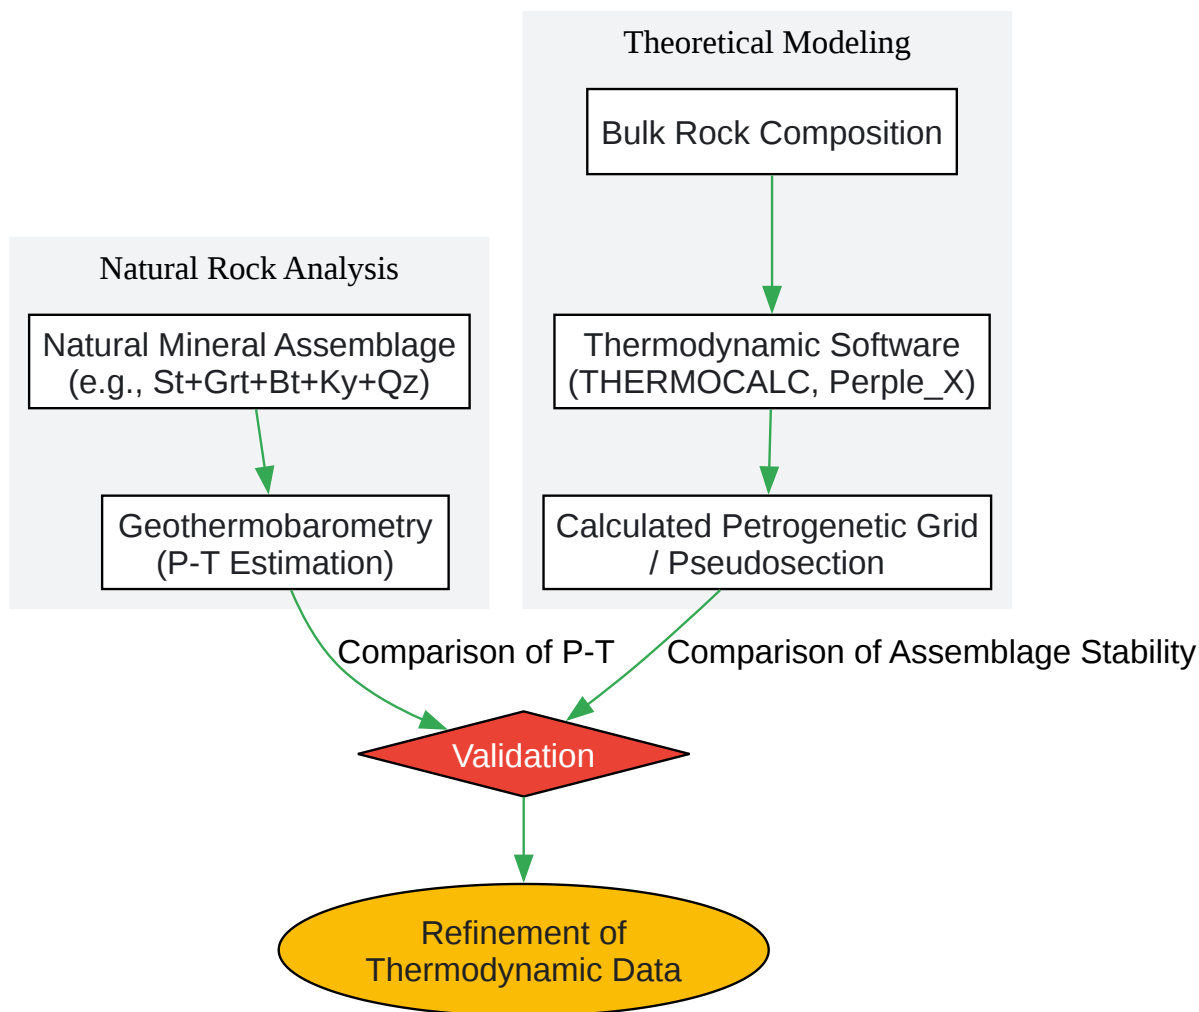 Theoretical Modeling
Bulk Rock Composition
Natural Rock Analysis
Natural Mineral Assemblage
(e.g., St+Grt+Bt+Ky+Qz)
Thermodynamic Software
(THERMOCALC, Perple_X)
Geothermobarometry
(P-T Estimation)
Calculated Petrogenetic Grid
/ Pseudosection
Comparison of P-T
Comparison of Assemblage Stability
Validation
Refinement of
Thermodynamic Data